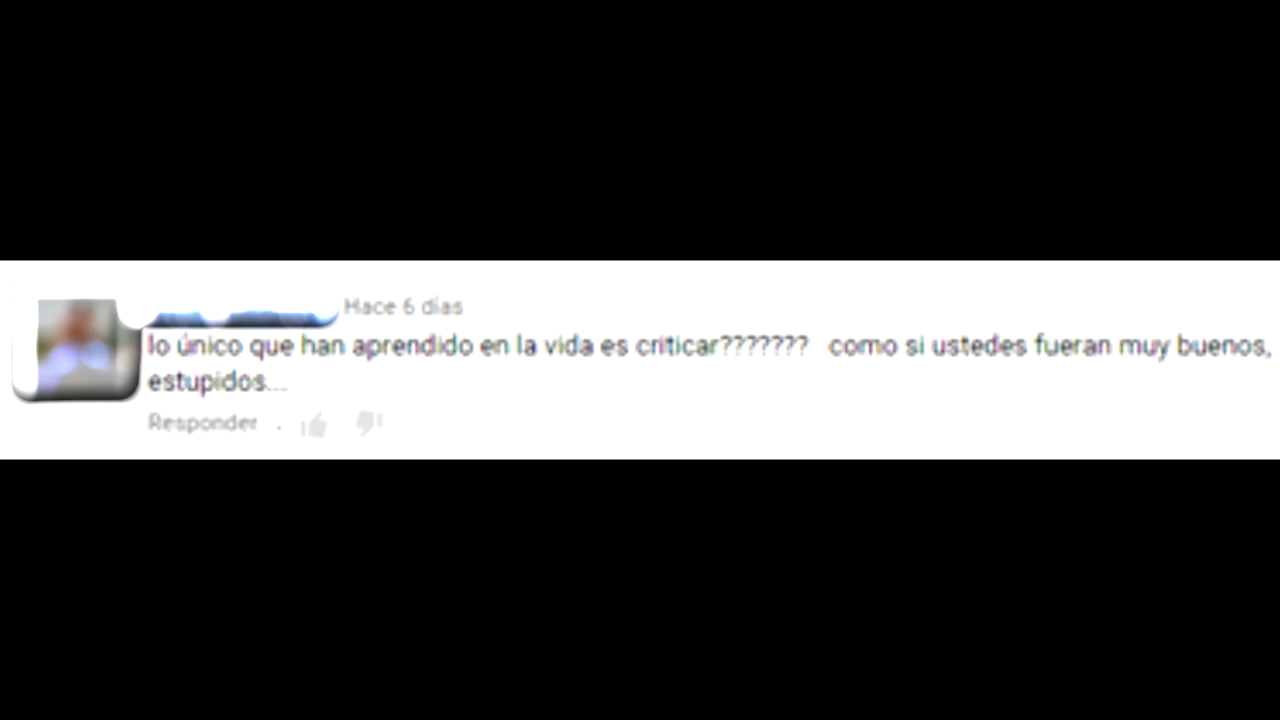 Hace 6 días
lo único que han aprendido en la vida es criticar??????? como si ustedes fueran muy buenos,
estupidos....
Responder .